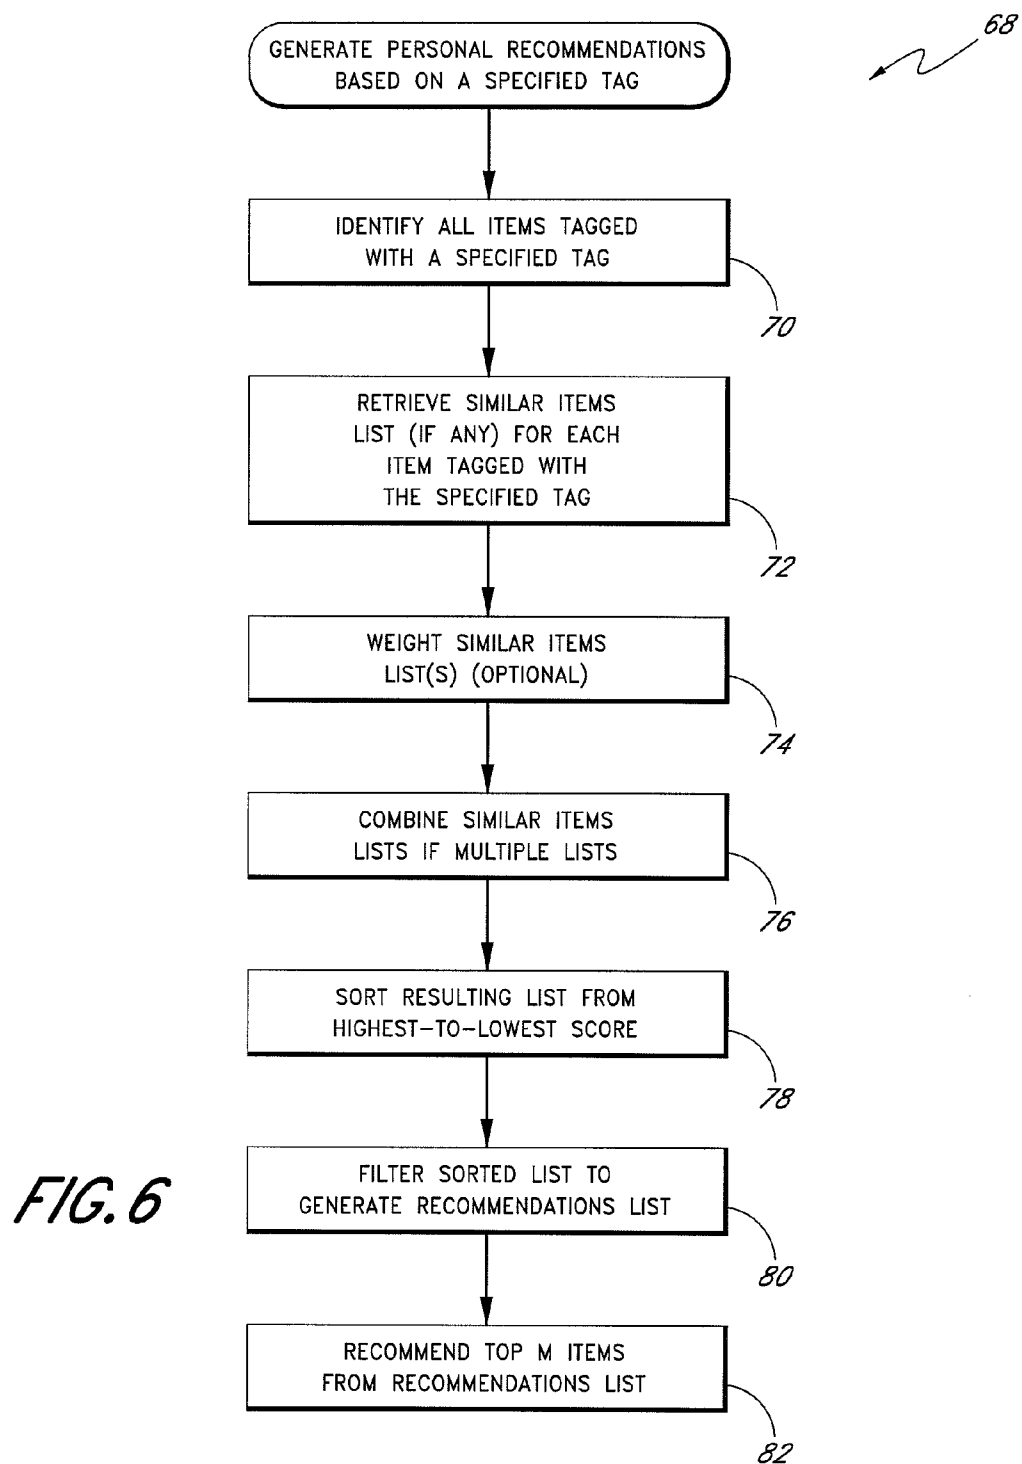 68
GENERATE PERSONAL RECOMMENDATIONS
BASED ON A SPECIFIED TAG
IDENTIFY ALL ITEMS TAGGED
WITH A SPECIFIED TAG
70
RETRIEVE SIMILAR ITEMS
LIST (IF ANY) FOR EACH
ITEM TAGGED WITH
THE SPECIFIED TAG
72
WEIGHT SIMILAR ITEMS
LIST(S) (OPTIONAL)
74
COMBINE SIMILAR ITEMS
LISTS IF MULTIPLE LISTS
76
SORT RESULTING LIST FROM
HIGHEST-TO-LOWEST SCORE
78
FILTER SORTED LIST TO
GENERATE RECOMMENDATIONS LIST
80
FIG. 6
RECOMMEND TOP M ITEMS
FROM RECOMMENDATIONS LIST
82